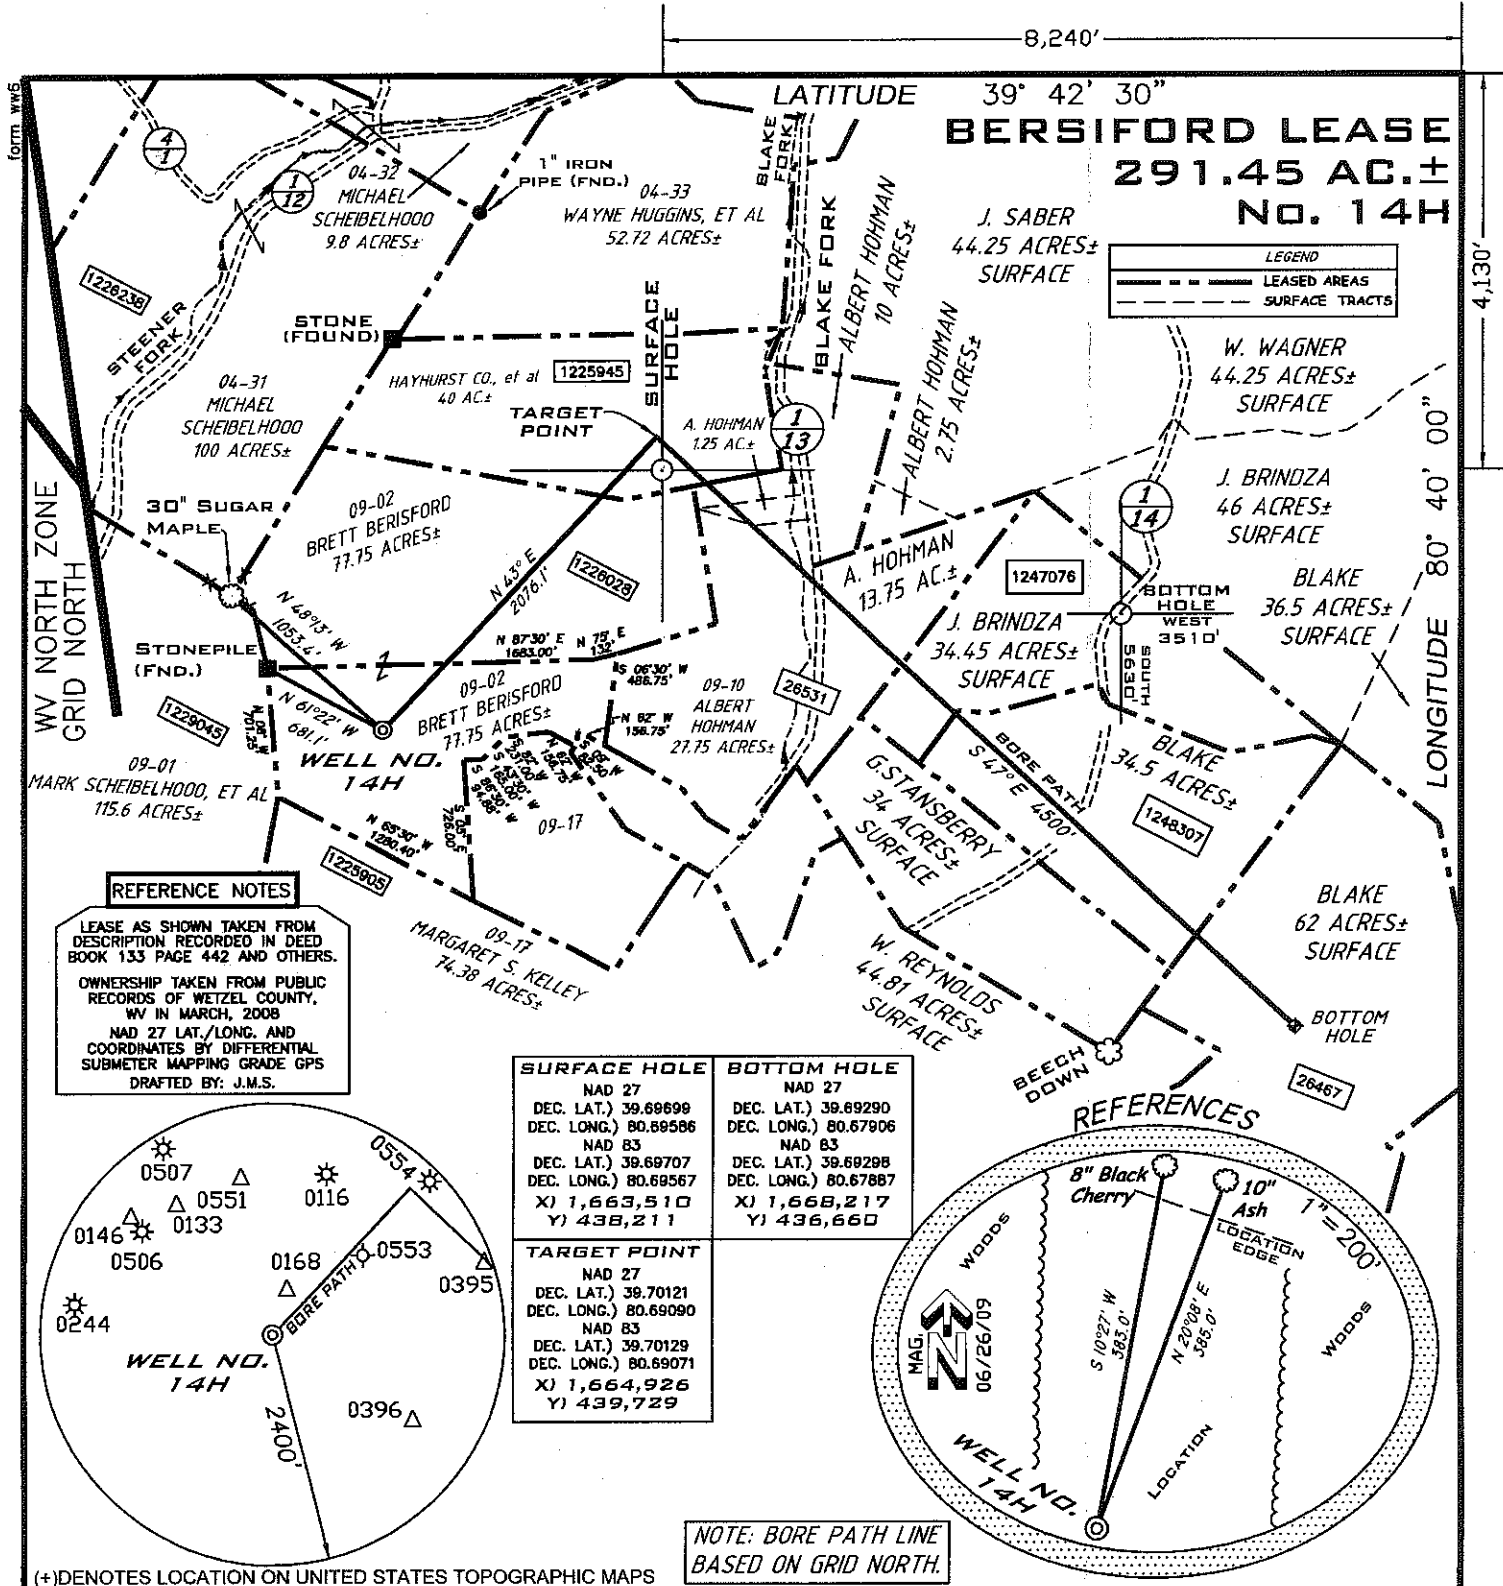 8,240'
form ww6
LATITUDE 39° 42' 30"
BERSIFORD LEASE
291.45 AC.±
No. 14H
4,130'
LEGEND
LEASED AREAS
SURFACE TRACTS
4
1
1
12
04-32
MICHAEL
SCHEIBELHOOD
9.8 ACRES±
1" IRON
PIPE (FND.)
04-33
WAYNE HUGGINS, ET AL
52.72 ACRES±
BLAKE
FORK
BLAKE FORK
ALBERT HOHMAN
10 ACRES±
ALBERT HOHMAN
2.75 ACRES±
J. SABER
44.25 ACRES±
SURFACE
1226238
STEENER
FORK
STONE
(FOUND)
SURFACE
HOLE
W. WAGNER
44.25 ACRES±
SURFACE
04-31
MICHAEL
SCHEIBELHOOD
100 ACRES±
HAYHURST CO., et al
40 AC.±
1225945
TARGET
POINT
A. HOHMAN
1.25 AC.±
1
13
LONGITUDE 80° 40' 00"
WV NORTH ZONE
GRID NORTH
30" SUGAR
MAPLE
09-02
BRETT BERISFORD
77.75 ACRES±
J. BRINDZA
46 ACRES±
SURFACE
1
14
N 43° E
2076.1'
1226028
A. HOHMAN
13.75 AC.±
1247076
BOTTOM
HOLE
WEST
3510'
SOUTH
5630'
BLAKE
36.5 ACRES±
SURFACE
N 48°13' W
1053.4'
STONEPILE
(FND.)
J. BRINDZA
34.45 ACRES±
SURFACE
N 87°30' E
1683.00'
N 75° E
132'
S 06°30' W
486.75'
N 62° W
156.75'
09-10
ALBERT
HOHMAN
27.75 ACRES±
26531
N 61°22' W
681.1'
N 06° W
701.25
1229045
09-02
BRETT BERISFORD
77.75 ACRES±
WELL NO.
14H
09-01
MARK SCHEIBELHOOD, ET AL
115.6 ACRES±
09-17
S 05° E
726.00'
N 65°30' W
1280.40'
1225905
BORE PATH
S 47° E 4500'
BLAKE
34.5 ACRES±
G. STANSBERRY
34 ACRES±
SURFACE
1248307
BLAKE
62 ACRES±
SURFACE
09-17
MARGARET S. KELLEY
74.38 ACRES±
W. REYNOLDS
44.81 ACRES±
SURFACE
BOTTOM
HOLE
BEECH
DOWN
26467
REFERENCE NOTES
LEASE AS SHOWN TAKEN FROM
DESCRIPTION RECORDED IN DEED
BOOK 133 PAGE 442 AND OTHERS.
OWNERSHIP TAKEN FROM PUBLIC
RECORDS OF WETZEL COUNTY,
WV IN MARCH, 2008
NAD 27 LAT./LONG. AND
COORDINATES BY DIFFERENTIAL
SUBMETER MAPPING GRADE GPS
DRAFTED BY: J.M.S.
SURFACE HOLE
NAD 27
DEC. LAT.) 39.69699
DEC. LONG.) 80.69586
NAD 83
DEC. LAT.) 39.69707
DEC. LONG.) 80.69567
X) 1,663,510
Y) 438,211
BOTTOM HOLE
NAD 27
DEC. LAT.) 39.69290
DEC. LONG.) 80.67906
NAD 83
DEC. LAT.) 39.69298
DEC. LONG.) 80.67887
X) 1,668,217
Y) 436,660
TARGET POINT
NAD 27
DEC. LAT.) 39.70121
DEC. LONG.) 80.69090
NAD 83
DEC. LAT.) 39.70129
DEC. LONG.) 80.69071
X) 1,664,926
Y) 439,729
0507
0551
0116
0554
0146
0133
0506
0168
0553
0395
0244
BORE PATH
WELL NO.
14H
0396
2400'
REFERENCES
8" Black
Cherry
10"
Ash
1"=200'
WOODS
LOCATION
EDGE
WOODS
MAG.
N
06/26/09
S 10°27' W
383.0'
N 20°08' E
385.0'
LOCATION
WELL NO.
14H
NOTE: BORE PATH LINE
BASED ON GRID NORTH.
(+)DENOTES LOCATION ON UNITED STATES TOPOGRAPHIC MAPS